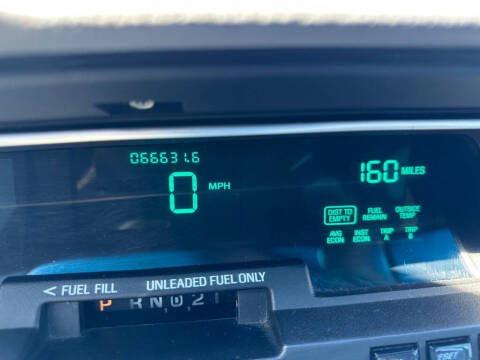 066631.6
0 MPH
160 MILES
DIST TO EMPTY FUEL REMAIN OUTSIDE TEMP
AVG ECON INST ECON TRIP A TRIP B
< FUEL FILL UNLEADED FUEL ONLY
P R N D 2 1